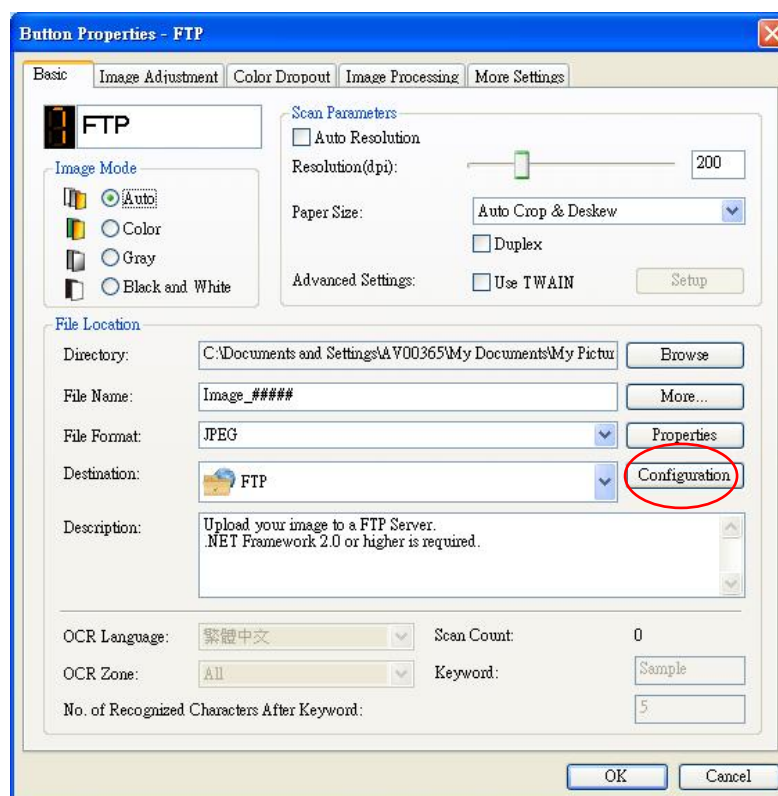 Button Properties - FTP
Basic Image Adjustment Color Dropout Image Processing More Settings
FTP
Image Mode
Auto
Color
Gray
Black and White
Scan Parameters
Auto Resolution
Resolution(dpi): 200
Paper Size: Auto Crop & Deskew
Duplex
Advanced Settings: Use TWAIN Setup
File Location
Directory: C:\Documents and Settings\AV00365\My Documents\My Pictur Browse
File Name: Image_##### More...
File Format: JPEG Properties
Destination: FTP Configuration
Description: Upload your image to a FTP Server.
.NET Framework 2.0 or higher is required.
OCR Language: 繁體中文 Scan Count: 0
OCR Zone: All Keyword: Sample
No. of Recognized Characters After Keyword: 5
OK Cancel